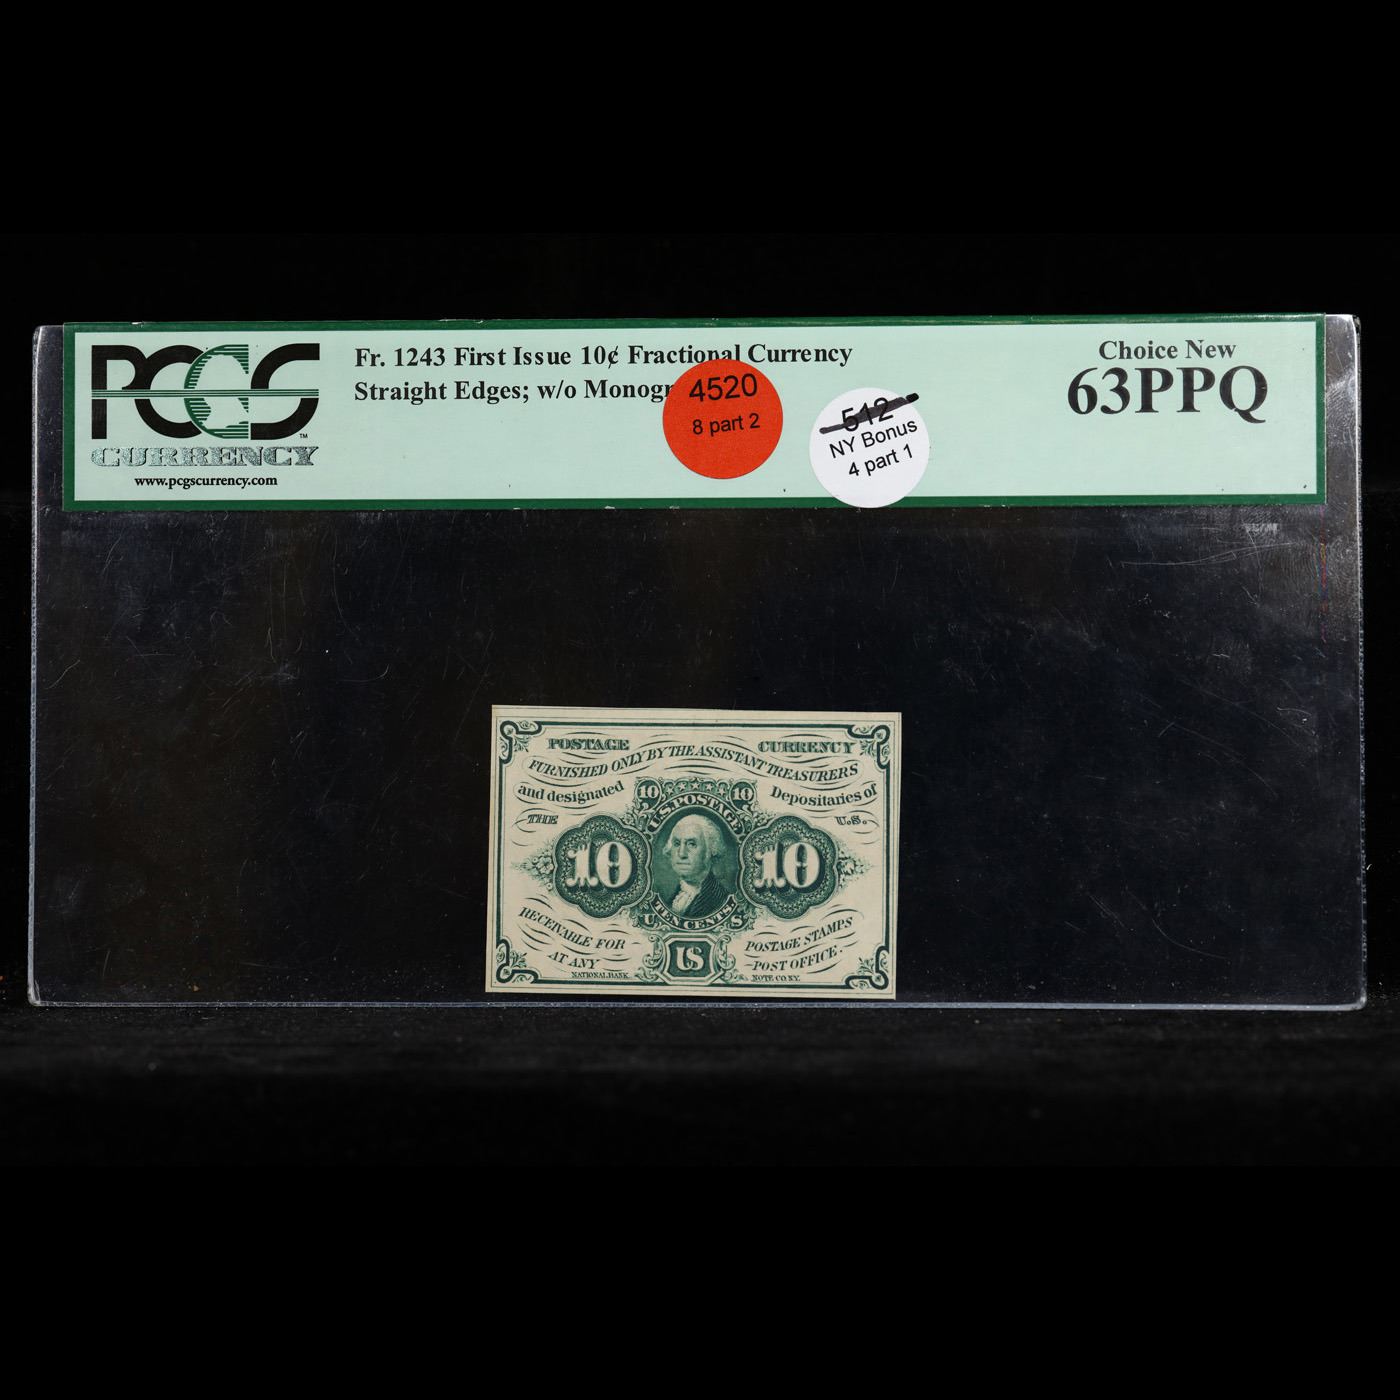 PCGS
™
CURRENCY
www.pcgscurrency.com
Fr. 1243 First Issue 10¢ Fractional Currency
Straight Edges; w/o
4520
8 part 2
512
NY Bonus
4 part 1
Choice New
63PPQ
POSTAGE CURRENCY
FURNISHED ONLY BY THE ASSISTANT TREASURERS
and designated Depositaries of
THE U.S.
10 10
U.S. POSTAGE
10 10
TEN CENTS.
U S
RECEIVABLE FOR POSTAGE STAMPS
AT ANY POST OFFICE.
US
NATIONAL BANK NOTE CO. N.Y.